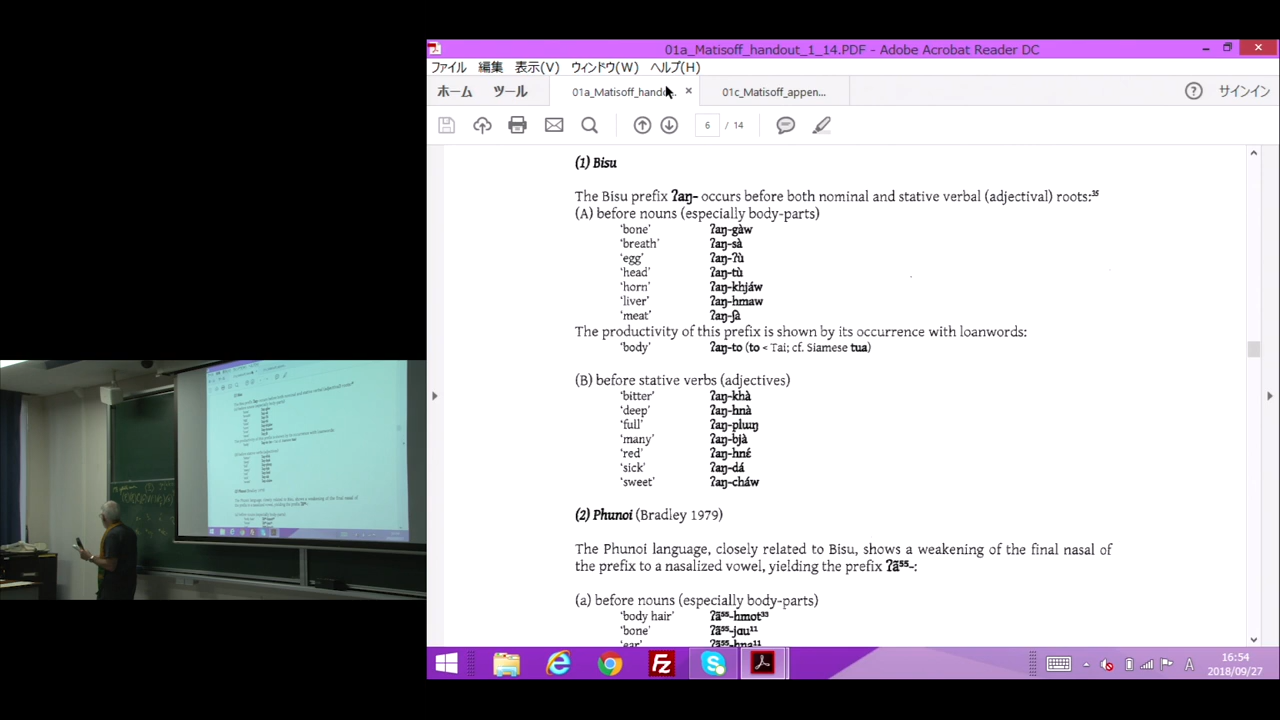 01a_Matisoff_handout_1_14.PDF - Adobe Acrobat Reader DC
ファイル 編集 表示(V) ウィンドウ(W) ヘルプ(H)
ホーム ツール 01a_Matisoff_hando... 01c_Matisoff_appen... サインイン
6 / 14
(1) Bisu
The Bisu prefix ʔaŋ- occurs before both nominal and stative verbal (adjectival) roots:³⁵
(A) before nouns (especially body-parts)
‘bone’ ʔaŋ-gàw
‘breath’ ʔaŋ-sà
‘egg’ ʔaŋ-ʔù
‘head’ ʔaŋ-tù
‘horn’ ʔaŋ-khjáw
‘liver’ ʔaŋ-hmaw
‘meat’ ʔaŋ-ʃà
The productivity of this prefix is shown by its occurrence with loanwords:
‘body’ ʔaŋ-to (to < Tai; cf. Siamese tua)
(B) before stative verbs (adjectives)
‘bitter’ ʔaŋ-khà
‘deep’ ʔaŋ-hnà
‘full’ ʔaŋ-plɯŋ
‘many’ ʔaŋ-bjà
‘red’ ʔaŋ-hnɛ́
‘sick’ ʔaŋ-dá
‘sweet’ ʔaŋ-cháw
(2) Phunoi (Bradley 1979)
The Phunoi language, closely related to Bisu, shows a weakening of the final nasal of
the prefix to a nasalized vowel, yielding the prefix ʔã⁵⁵-:
(a) before nouns (especially body-parts)
‘body hair’ ʔã⁵⁵-hmot³³
‘bone’ ʔã⁵⁵-jɑu¹¹
‘ear’ ʔã⁵⁵-hna¹¹
A 16:54
2018/09/27